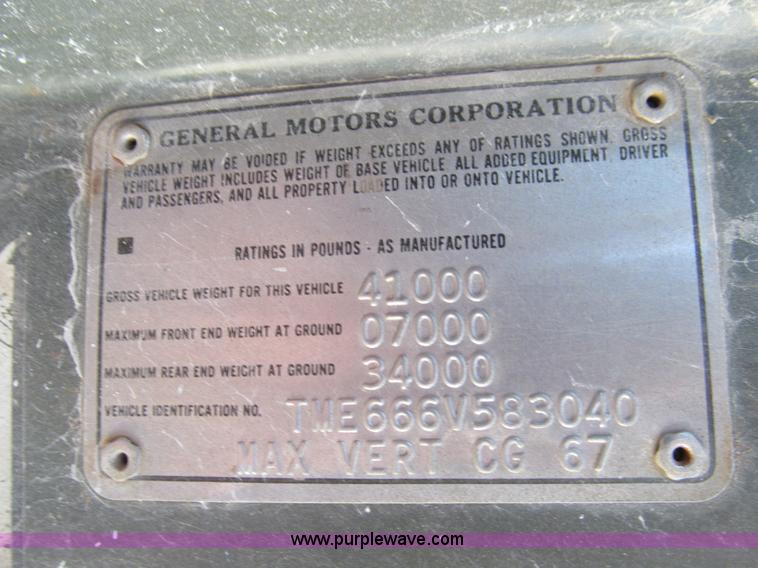 GENERAL MOTORS CORPORATION
WARRANTY MAY BE VOIDED IF WEIGHT EXCEEDS ANY OF RATINGS SHOWN. GROSS
VEHICLE WEIGHT INCLUDES WEIGHT OF BASE VEHICLE. ALL ADDED EQUIPMENT, DRIVER
AND PASSENGERS, AND ALL PROPERTY LOADED INTO OR ONTO VEHICLE.
RATINGS IN POUNDS - AS MANUFACTURED
GROSS VEHICLE WEIGHT FOR THIS VEHICLE 41000
MAXIMUM FRONT END WEIGHT AT GROUND 07000
MAXIMUM REAR END WEIGHT AT GROUND 34000
VEHICLE IDENTIFICATION NO. TME666V583040
MAX VERT CG 67
www.purplewave.com